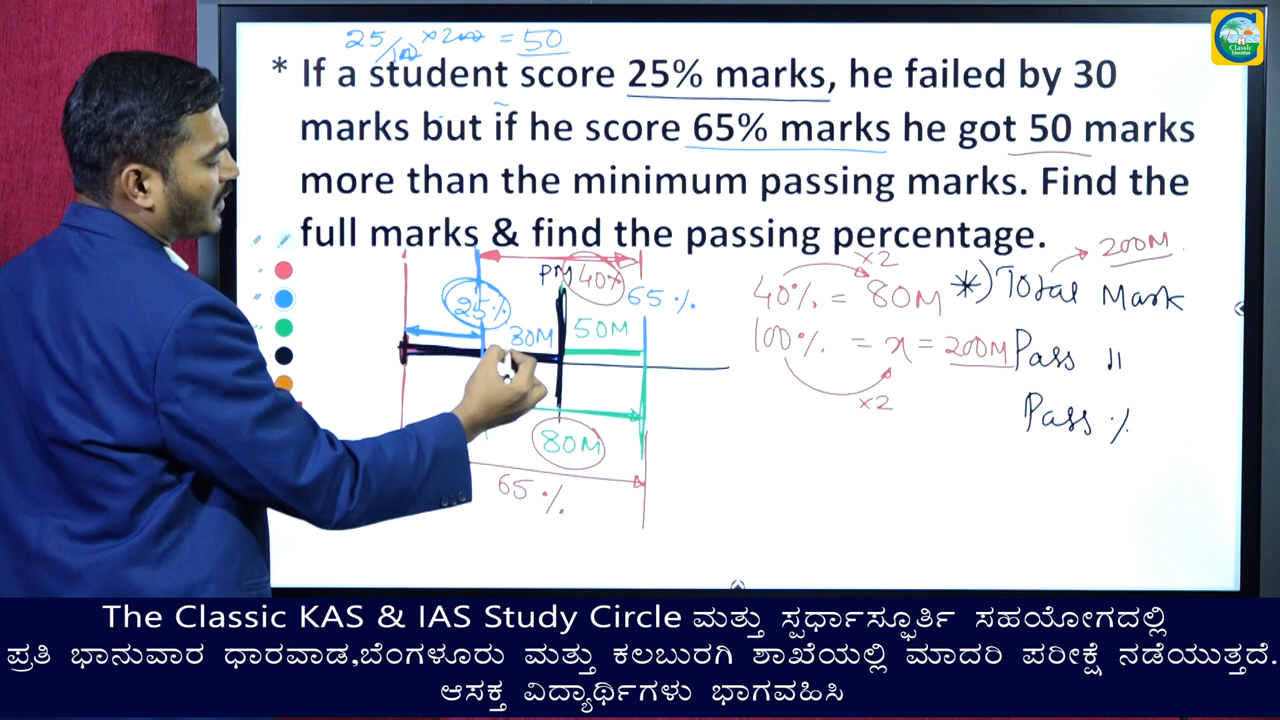 25/100 × 200 = 50
Classic
Education
* If a student score 25% marks, he failed by 30
marks but if he score 65% marks he got 50 marks
more than the minimum passing marks. Find the
full marks & find the passing percentage.
200M
PM 40% ×2
25% 65 % 40% = 80M *) Total Mark
30M 50M
100% = x = 200M Pass 11
×2
80M Pass %
65 %
The Classic KAS & IAS Study Circle ಮತ್ತು ಸ್ಪರ್ಧಾಸ್ಫೂರ್ತಿ ಸಹಯೋಗದಲ್ಲಿ
ಪ್ರತಿ ಭಾನುವಾರ ಧಾರವಾಡ,ಬೆಂಗಳೂರು ಮತ್ತು ಕಲಬುರಗಿ ಶಾಖೆಯಲ್ಲಿ ಮಾದರಿ ಪರೀಕ್ಷೆ ನಡೆಯುತ್ತದೆ.
ಆಸಕ್ತ ವಿದ್ಯಾರ್ಥಿಗಳು ಭಾಗವಹಿಸಿ